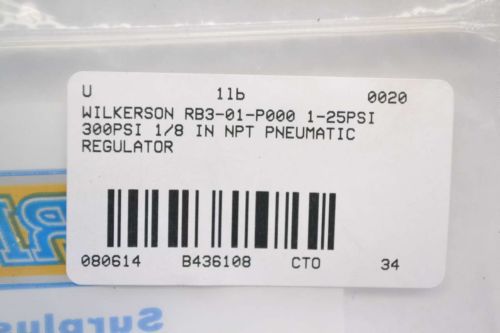 U 1lb 0020
WILKERSON RB3-01-P000 1-25PSI
300PSI 1/8 IN NPT PNEUMATIC
REGULATOR
080614 B436108 CTO 34
Surplus